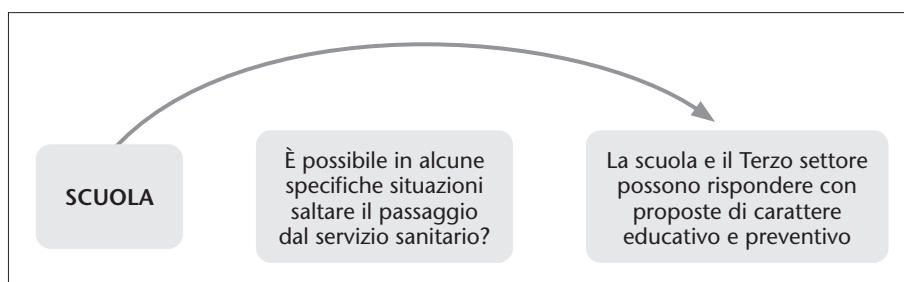 SCUOLA
È possibile in alcune
specifiche situazioni
saltare il passaggio
dal servizio sanitario?
La scuola e il Terzo settore
possono rispondere con
proposte di carattere
educativo e preventivo